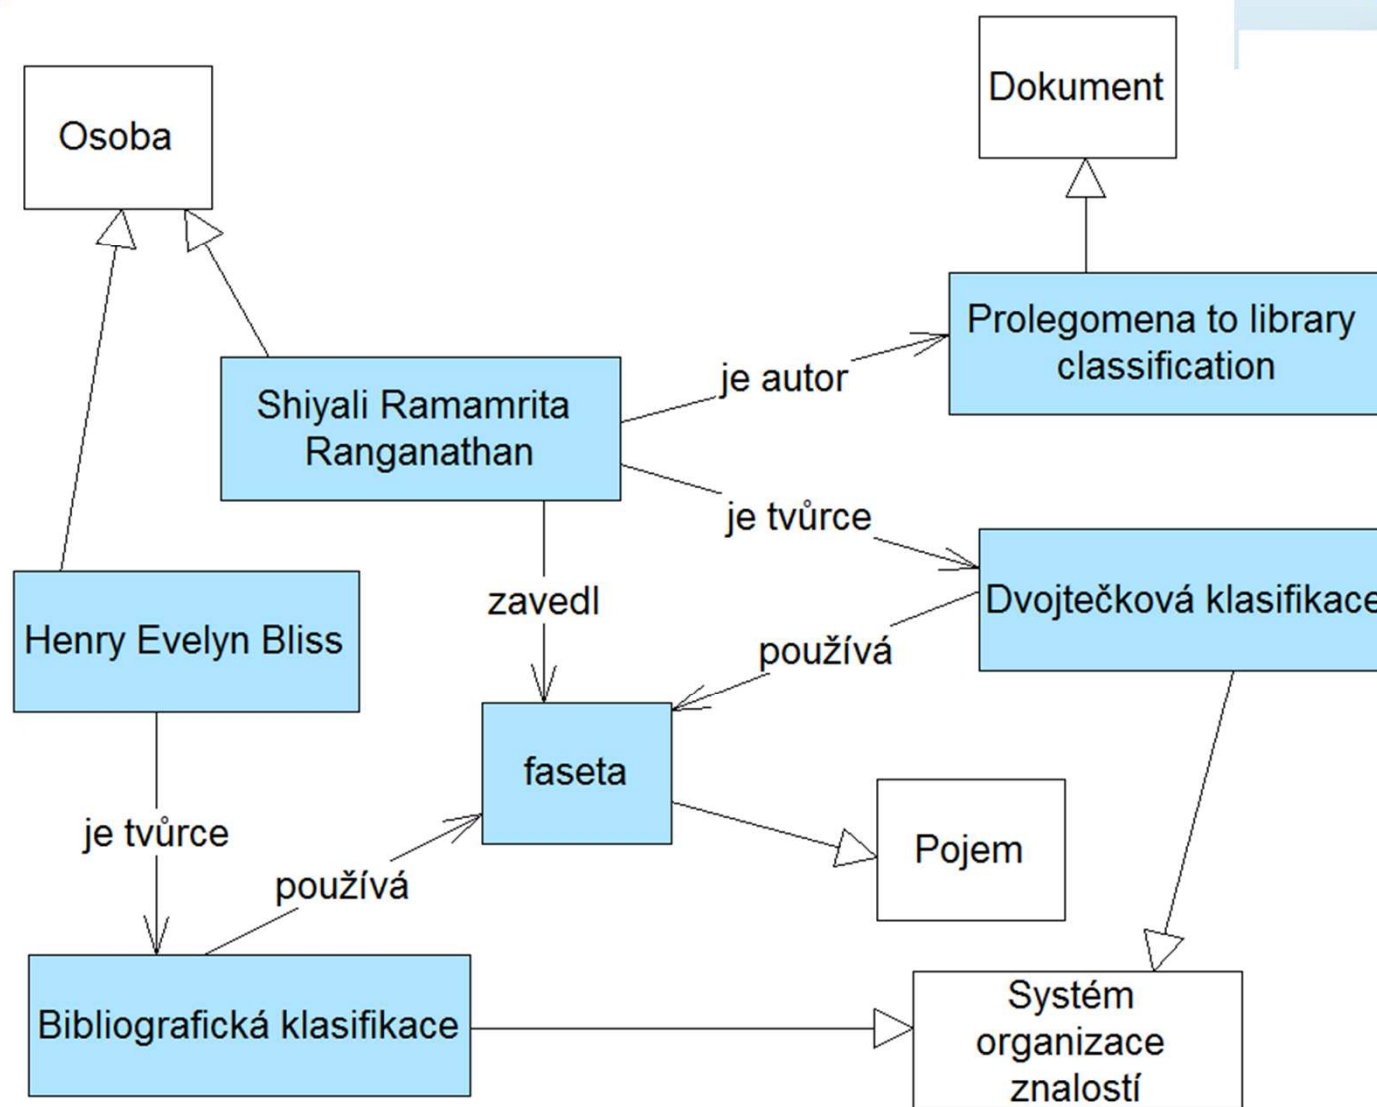 Dokument
Osoba
Prolegomena to library
classification
je autor
Shiyali Ramamrita
Ranganathan
je tvůrce
Dvojtečková klasifikace
zavedl
Henry Evelyn Bliss
používá
faseta
je tvůrce
Pojem
používá
Bibliografická klasifikace
Systém
organizace
znalostí